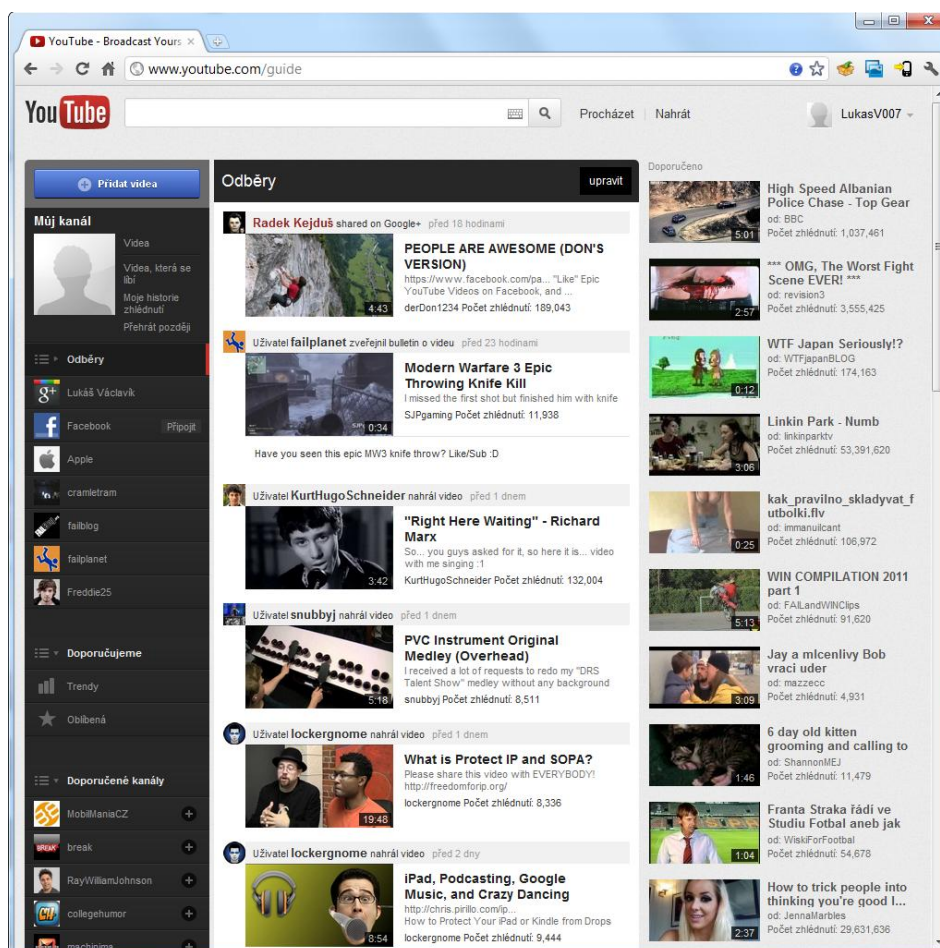 YouTube - Broadcast Yours
www.youtube.com/guide
YouTube
Procházet
Nahrát
LukasV007
Přidat videa
Můj kanál
Videa
Videa, která se
líbí
Moje historie
zhlédnutí
Přehrát později
Odběry
Lukáš Václavík
Facebook
Připojit
Apple
cramletram
failblog
failplanet
Freddie25
Doporučujeme
Trendy
Oblíbená
Doporučené kanály
MobilManiaCZ
break
RayWilliamJohnson
collegehumor
machinima
Odběry
upravit
Radek Kejduš shared on Google+ před 18 hodinami
4:43
PEOPLE ARE AWESOME (DON'S
VERSION)
https://www.facebook.com/pa... "Like" Epic
YouTube Videos on Facebook, and ...
derDon1234 Počet zhlédnutí: 189,043
Uživatel failplanet zveřejnil bulletin o videu před 23 hodinami
0:34
Modern Warfare 3 Epic
Throwing Knife Kill
I missed the first shot but finished him with knife
SJPgaming Počet zhlédnutí: 11,938
Have you seen this epic MW3 knife throw? Like/Sub :D
Uživatel KurtHugoSchneider nahrál video před 1 dnem
3:42
"Right Here Waiting" - Richard
Marx
So... you guys asked for it, so here it is... video
with me singing :1
KurtHugoSchneider Počet zhlédnutí: 132,004
Uživatel snubbyj nahrál video před 1 dnem
5:18
PVC Instrument Original
Medley (Overhead)
I received a lot of requests to redo my "DRS
Talent Show" medley without any background
snubbyj Počet zhlédnutí: 8,511
Uživatel lockergnome nahrál video před 1 dnem
19:48
What is Protect IP and SOPA?
Please share this video with EVERYBODY!
http://freedomforip.org/
lockergnome Počet zhlédnutí: 8,336
Uživatel lockergnome nahrál video před 2 dny
8:54
iPad, Podcasting, Google
Music, and Crazy Dancing
http://chris.pirillo.com/ip...
How to Protect Your iPad or Kindle from Drops
lockergnome Počet zhlédnutí: 9,444
Doporučeno
5:01
High Speed Albanian
Police Chase - Top Gear
od: BBC
Počet zhlédnutí: 1,037,461
2:57
*** OMG, The Worst Fight
Scene EVER! ***
od: revision3
Počet zhlédnutí: 3,555,425
0:12
WTF Japan Seriously!?
od: WTFjapanBLOG
Počet zhlédnutí: 174,163
3:06
Linkin Park - Numb
od: linkinparktv
Počet zhlédnutí: 53,391,620
0:25
kak_pravilno_skladyvat_f
utbolki.flv
od: immanuilcant
Počet zhlédnutí: 106,972
5:13
WIN COMPILATION 2011
part 1
od: FAILandWINClips
Počet zhlédnutí: 91,620
3:09
Jay a mlcenlivy Bob
vraci uder
od: mazzecc
Počet zhlédnutí: 4,931
1:46
6 day old kitten
grooming and calling to
od: ShannonMEJ
Počet zhlédnutí: 11,479
1:04
Franta Straka řádí ve
Studiu Fotbal aneb jak
od: WiskiForFootbal
Počet zhlédnutí: 54,678
2:37
How to trick people into
thinking you're good l...
od: JennaMarbles
Počet zhlédnutí: 29,631,636